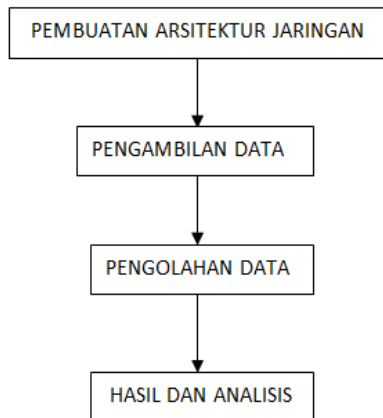 PEMBUATAN ARSITEKTUR JARINGAN
PENGAMBILAN DATA
PENGOLAHAN DATA
HASIL DAN ANALISIS